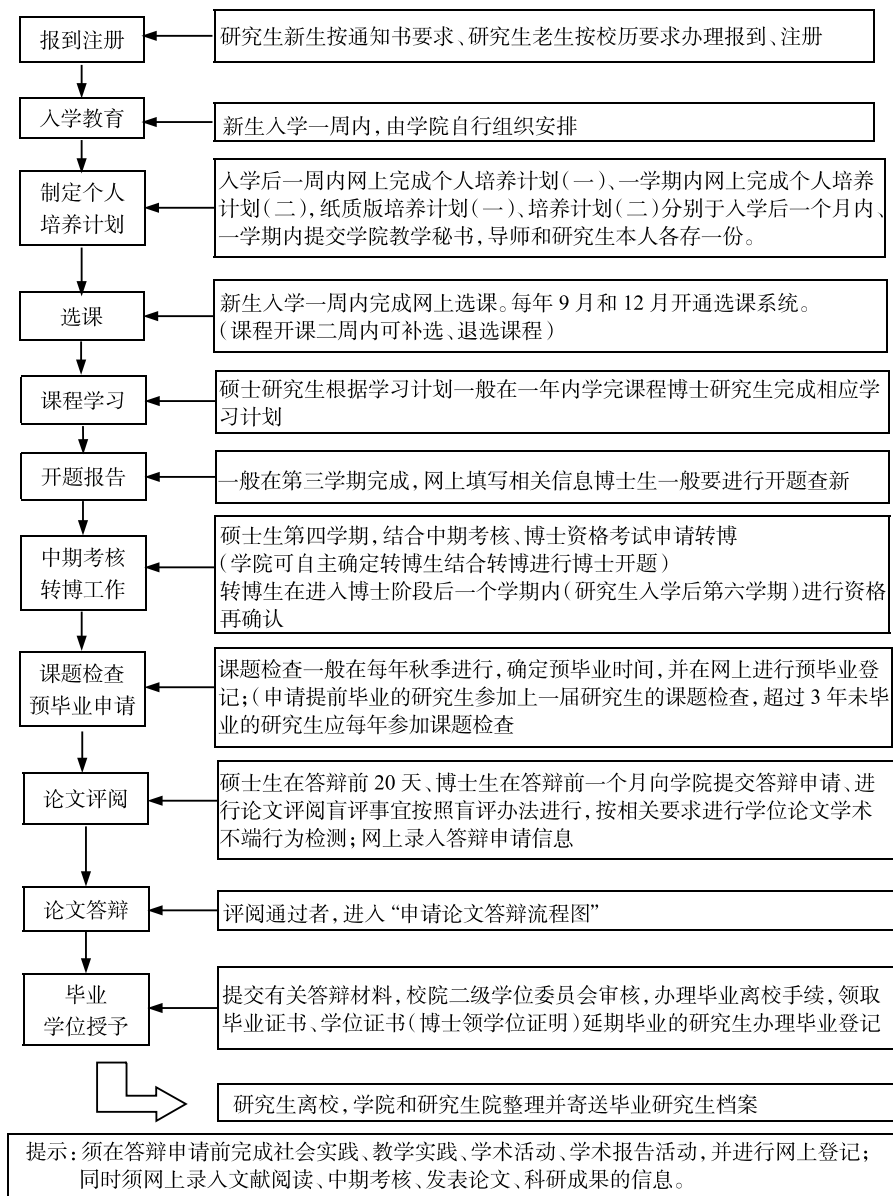 报到注册
研究生新生按通知书要求、研究生老生按校历要求办理报到、注册
入学教育
新生入学一周内,由学院自行组织安排
制定个人
培养计划
入学后一周内网上完成个人培养计划(一)、一学期内网上完成个人培养
计划(二),纸质版培养计划(一)、培养计划(二)分别于入学后一个月内、
一学期内提交学院教学秘书,导师和研究生本人各存一份。
选课
新生入学一周内完成网上选课。每年 9 月和 12 月开通选课系统。
(课程开课二周内可补选、退选课程)
课程学习
硕士研究生根据学习计划一般在一年内学完课程博士研究生完成相应学
习计划
开题报告
一般在第三学期完成,网上填写相关信息博士生一般要进行开题查新
中期考核
转博工作
硕士生第四学期,结合中期考核、博士资格考试申请转博
(学院可自主确定转博生结合转博进行博士开题)
转博生在进入博士阶段后一个学期内(研究生入学后第六学期)进行资格
再确认
课题检查
预毕业申请
课题检查一般在每年秋季进行,确定预毕业时间,并在网上进行预毕业登
记;(申请提前毕业的研究生参加上一届研究生的课题检查,超过 3 年未毕
业的研究生应每年参加课题检查
论文评阅
硕士生在答辩前 20 天、博士生在答辩前一个月向学院提交答辩申请、进
行论文评阅盲评事宜按照盲评办法进行,按相关要求进行学位论文学术
不端行为检测;网上录入答辩申请信息
论文答辩
评阅通过者,进入“申请论文答辩流程图”
毕业
学位授予
提交有关答辩材料,校院二级学位委员会审核,办理毕业离校手续,领取
毕业证书、学位证书(博士领学位证明)延期毕业的研究生办理毕业登记
研究生离校,学院和研究生院整理并寄送毕业研究生档案
提示:须在答辩申请前完成社会实践、教学实践、学术活动、学术报告活动,并进行网上登记;
同时须网上录入文献阅读、中期考核、发表论文、科研成果的信息。